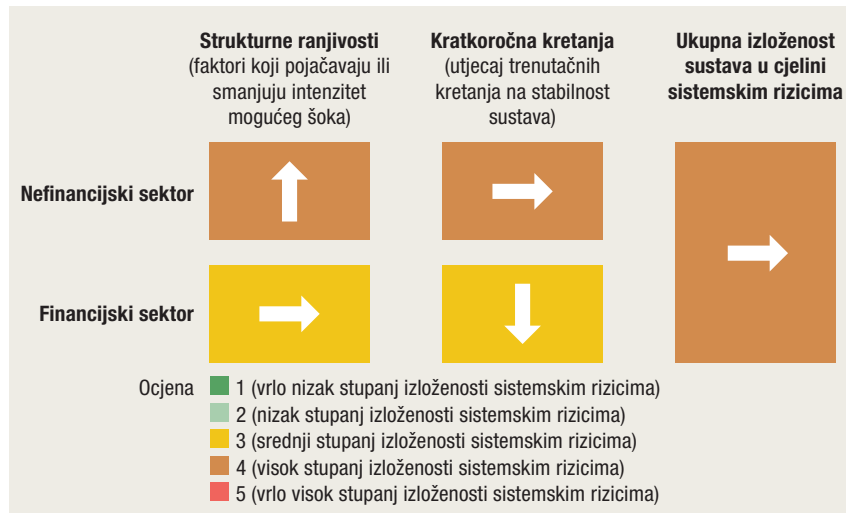 Strukturne ranjivosti
(faktori koji pojačavaju ili
smanjuju intenzitet
mogućeg šoka)
Kratkoročna kretanja
(utjecaj trenutačnih
kretanja na stabilnost
sustava)
Ukupna izloženost
sustava u cjelini
sistemskim rizicima
Nefinancijski sektor
Financijski sektor
Ocjena
1 (vrlo nizak stupanj izloženosti sistemskim rizicima)
2 (nizak stupanj izloženosti sistemskim rizicima)
3 (srednji stupanj izloženosti sistemskim rizicima)
4 (visok stupanj izloženosti sistemskim rizicima)
5 (vrlo visok stupanj izloženosti sistemskim rizicima)